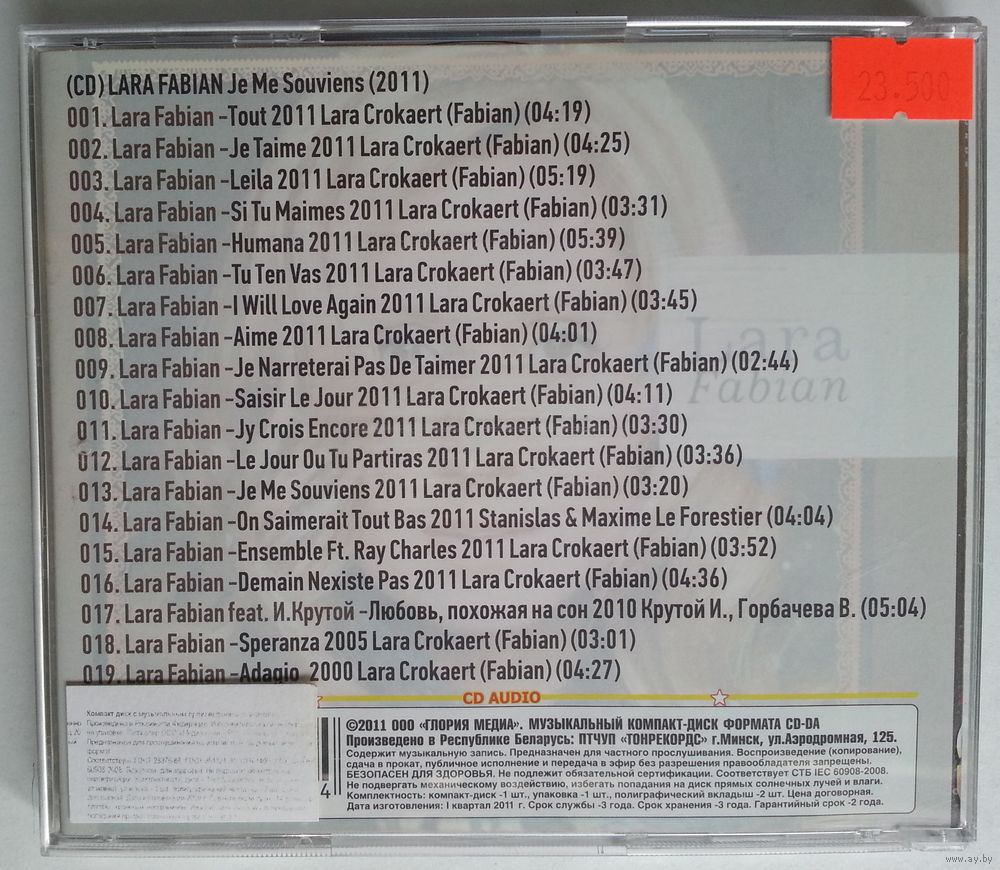 23.500
(CD) LARA FABIAN Je Me Souviens (2011)
001. Lara Fabian –Tout 2011 Lara Crokaert (Fabian) (04:19)
002. Lara Fabian –Je Taime 2011 Lara Crokaert (Fabian) (04:25)
003. Lara Fabian –Leila 2011 Lara Crokaert (Fabian) (05:19)
004. Lara Fabian –Si Tu Maimes 2011 Lara Crokaert (Fabian) (03:31)
005. Lara Fabian –Humana 2011 Lara Crokaert (Fabian) (05:39)
006. Lara Fabian –Tu Ten Vas 2011 Lara Crokaert (Fabian) (03:47)
007. Lara Fabian –I Will Love Again 2011 Lara Crokaert (Fabian) (03:45)
008. Lara Fabian –Aime 2011 Lara Crokaert (Fabian) (04:01)
009. Lara Fabian –Je Narreterai Pas De Taimer 2011 Lara Crokaert (Fabian) (02:44)
010. Lara Fabian –Saisir Le Jour 2011 Lara Crokaert (Fabian) (04:11)
011. Lara Fabian –Jy Crois Encore 2011 Lara Crokaert (Fabian) (03:30)
012. Lara Fabian –Le Jour Ou Tu Partiras 2011 Lara Crokaert (Fabian) (03:36)
013. Lara Fabian –Je Me Souviens 2011 Lara Crokaert (Fabian) (03:20)
014. Lara Fabian –On Saimerait Tout Bas 2011 Stanislas & Maxime Le Forestier (04:04)
015. Lara Fabian –Ensemble Ft. Ray Charles 2011 Lara Crokaert (Fabian) (03:52)
016. Lara Fabian –Demain Nexiste Pas 2011 Lara Crokaert (Fabian) (04:36)
017. Lara Fabian feat. И.Крутой –Любовь, похожая на сон 2010 Крутой И., Горбачева В. (05:04)
018. Lara Fabian –Speranza 2005 Lara Crokaert (Fabian) (03:01)
019. Lara Fabian –Adagio 2000 Lara Crokaert (Fabian) (04:27)
Lara
Fabian
CD AUDIO
©2011 ООО «ГЛОРИЯ МЕДИА». МУЗЫКАЛЬНЫЙ КОМПАКТ-ДИСК ФОРМАТА CD-DA
Произведено в Республике Беларусь: ПТЧУП «ТОНРЕКОРДС» г.Минск, ул.Аэродромная, 125.
Содержит музыкальную запись. Предназначен для частного прослушивания. Воспроизведение (копирование),
сдача в прокат, публичное исполнение и передача в эфир без разрешения правообладателя запрещены.
БЕЗОПАСЕН ДЛЯ ЗДОРОВЬЯ. Не подлежит обязательной сертификации. Соответствует СТБ IEC 60908-2008.
Не подвергать механическому воздействию, избегать попадания на диск прямых солнечных лучей и влаги.
Комплектность: компакт-диск -1 шт., упаковка -1 шт., полиграфический вкладыш -2 шт. Цена договорная.
Дата изготовления: I квартал 2011 г. Срок службы -3 года. Срок хранения -3 года. Гарантийный срок -2 года.
4
Компакт диск с музыкальным
www.ay.by